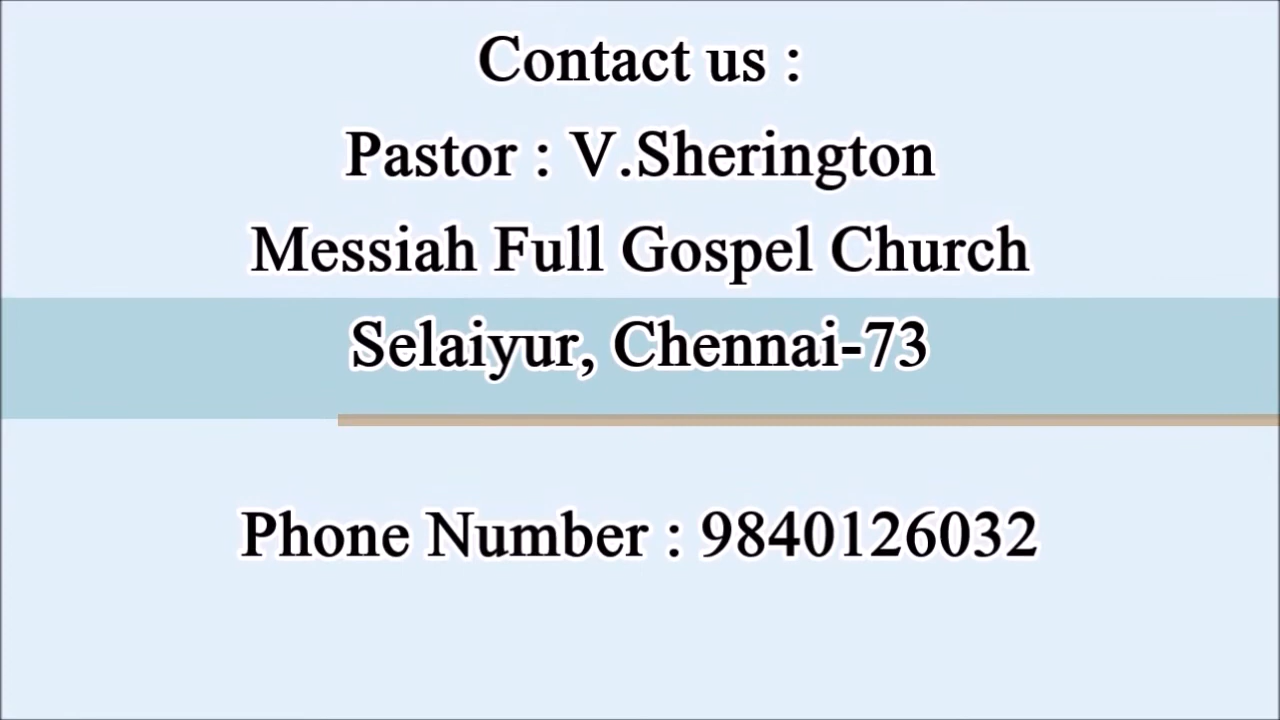 Contact us :
Pastor : V.Sherington
Messiah Full Gospel Church
Selaiyur, Chennai-73
Phone Number : 9840126032